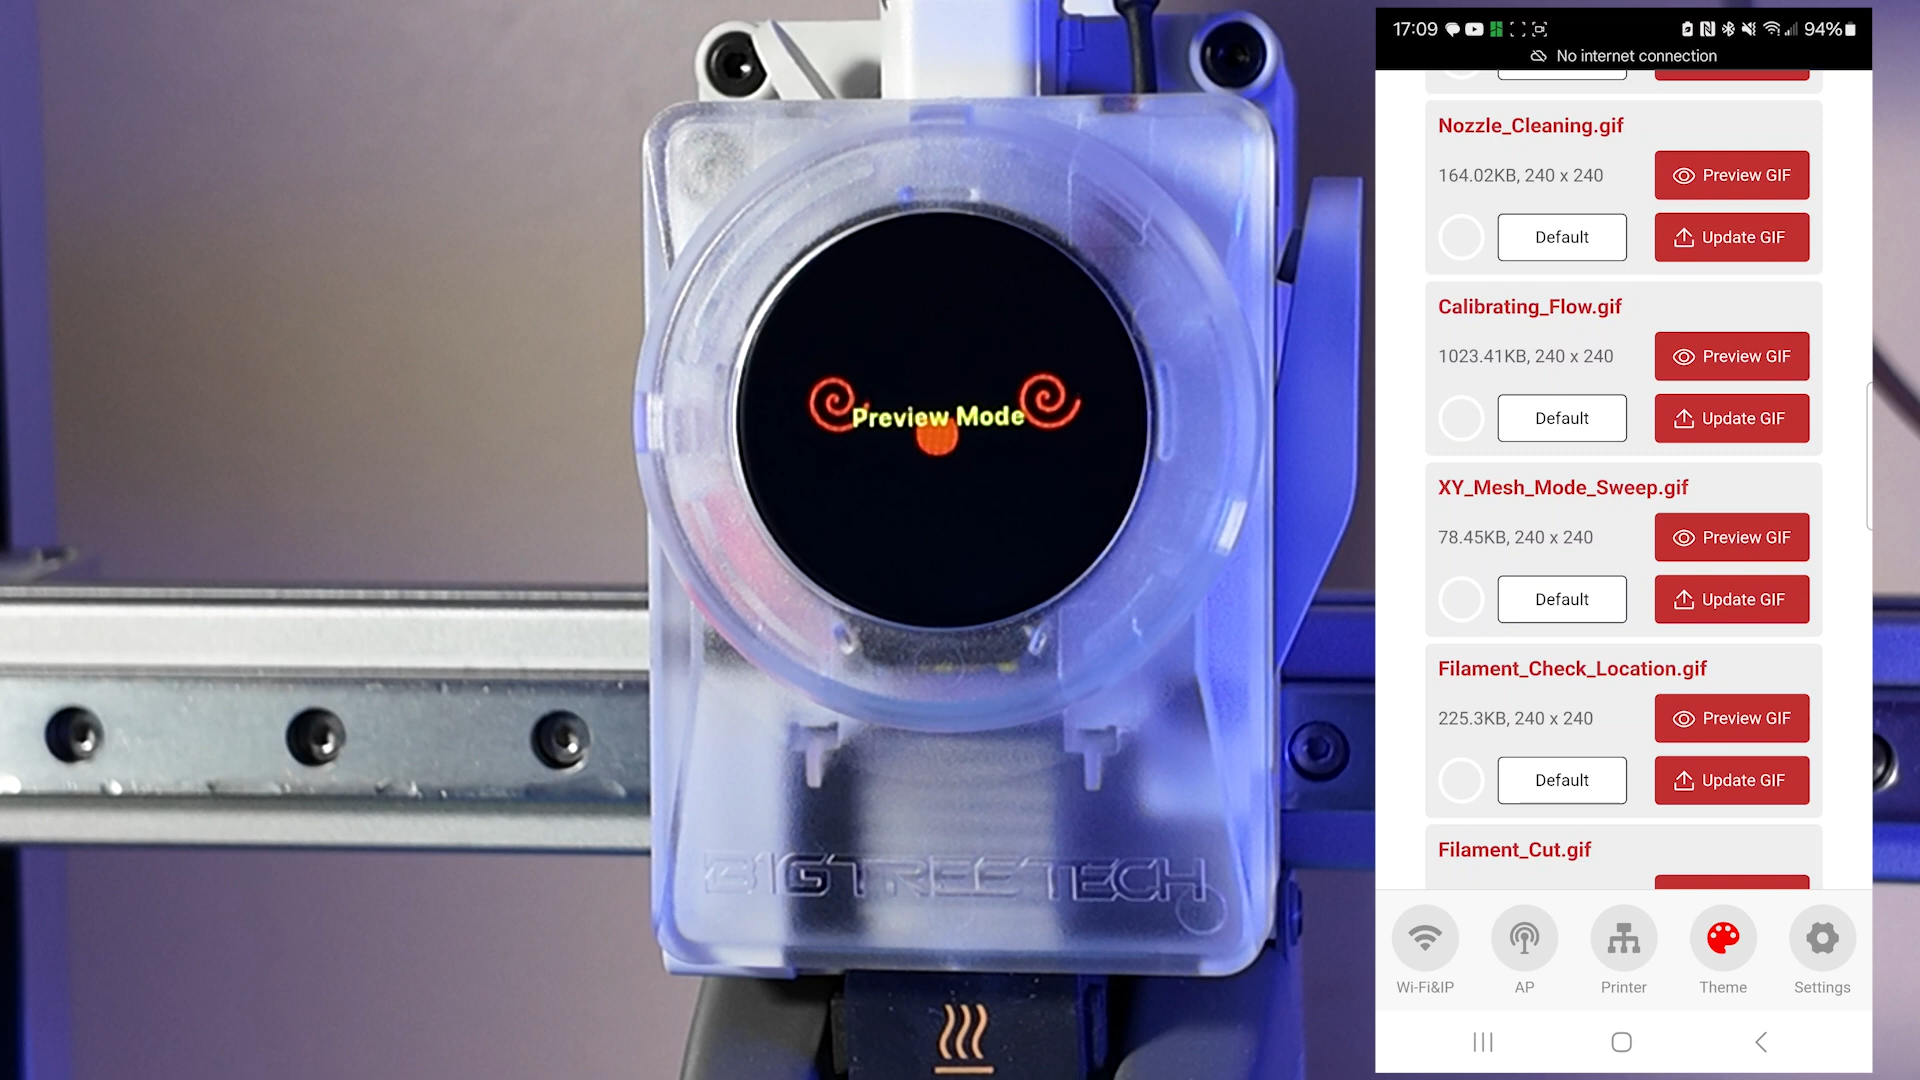 Preview Mode
BIGTREETECH
17:09
94%
No internet connection
Nozzle_Cleaning.gif
164.02KB, 240 x 240
Preview GIF
Default
Update GIF
Calibrating_Flow.gif
1023.41KB, 240 x 240
Preview GIF
Default
Update GIF
XY_Mesh_Mode_Sweep.gif
78.45KB, 240 x 240
Preview GIF
Default
Update GIF
Filament_Check_Location.gif
225.3KB, 240 x 240
Preview GIF
Default
Update GIF
Filament_Cut.gif
Wi-Fi&IP
AP
Printer
Theme
Settings